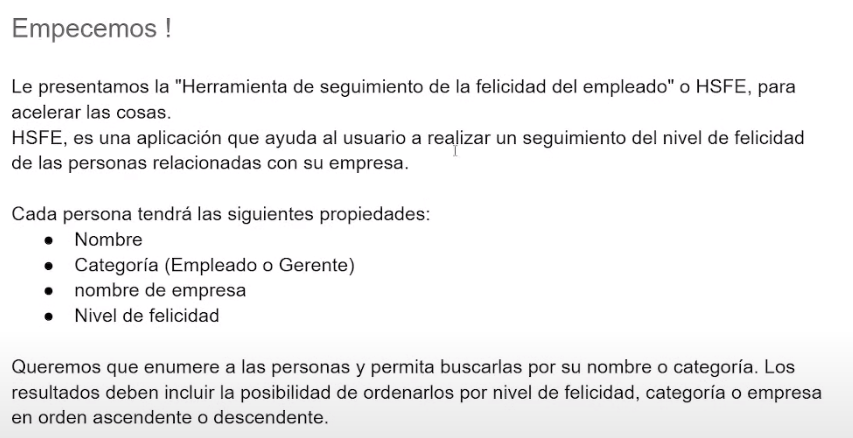 Empecemos !
Le presentamos la "Herramienta de seguimiento de la felicidad del empleado" o HSFE, para
acelerar las cosas.
HSFE, es una aplicación que ayuda al usuario a realizar un seguimiento del nivel de felicidad
de las personas relacionadas con su empresa.
Cada persona tendrá las siguientes propiedades:
● Nombre
● Categoría (Empleado o Gerente)
● nombre de empresa
● Nivel de felicidad
Queremos que enumere a las personas y permita buscarlas por su nombre o categoría. Los
resultados deben incluir la posibilidad de ordenarlos por nivel de felicidad, categoría o empresa
en orden ascendente o descendente.